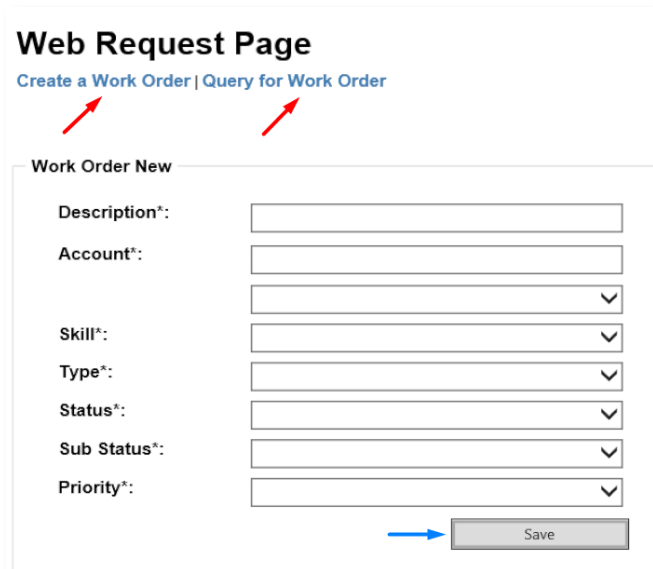 Web Request Page
Create a Work Order | Query for Work Order
Work Order New
Description*:
Account*:
Skill*:
Type*:
Status*:
Sub Status*:
Priority*:
Save